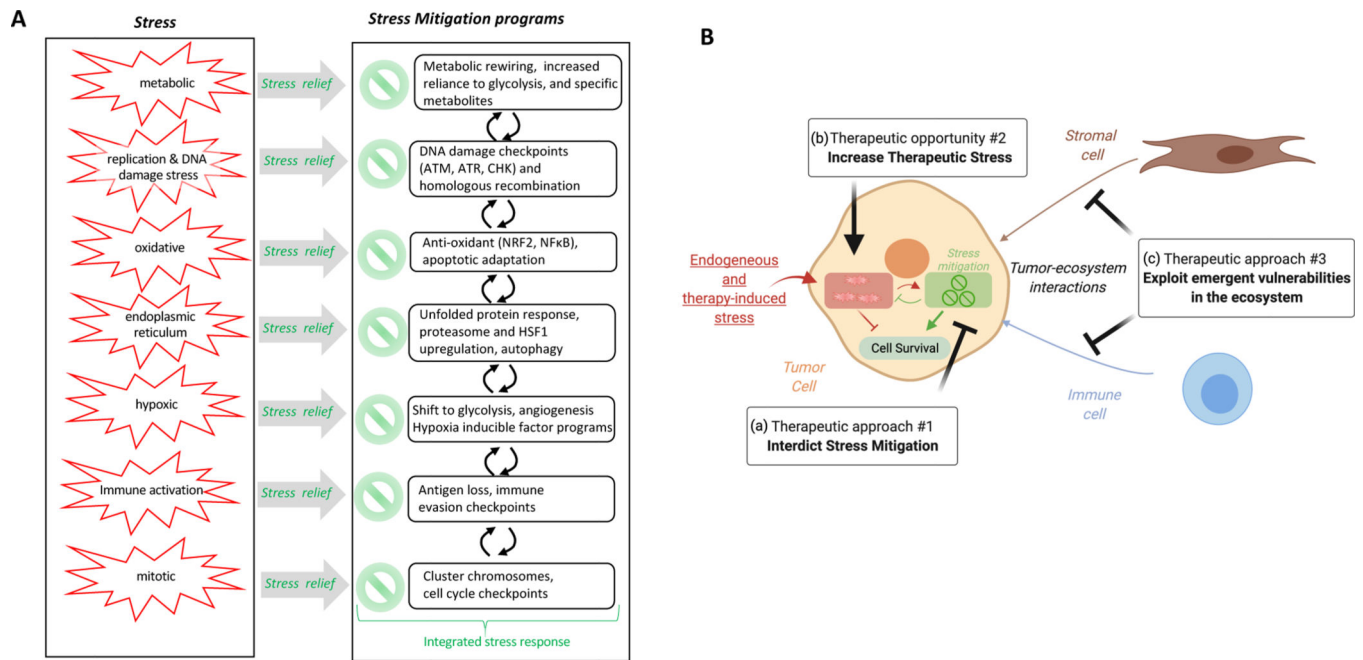 A
Stress
Stress Mitigation programs
metabolic
Stress relief
Metabolic rewiring, increased
reliance to glycolysis, and specific
metabolites
replication & DNA
damage stress
Stress relief
DNA damage checkpoints
(ATM, ATR, CHK) and
homologous recombination
oxidative
Stress relief
Anti-oxidant (NRF2, NFκB),
apoptotic adaptation
endoplasmic
reticulum
Stress relief
Unfolded protein response,
proteasome and HSF1
upregulation, autophagy
hypoxic
Stress relief
Shift to glycolysis, angiogenesis
Hypoxia inducible factor programs
Immune activation
Stress relief
Antigen loss, immune
evasion checkpoints
mitotic
Stress relief
Cluster chromosomes,
cell cycle checkpoints
Integrated stress response
B
(b) Therapeutic opportunity #2
Increase Therapeutic Stress
Stromal
cell
Endogeneous
and
therapy-induced
stress
Stress
mitigation
Cell Survival
Tumor
Cell
Tumor-ecosystem
interactions
(c) Therapeutic approach #3
Exploit emergent vulnerabilities
in the ecosystem
Immune
cell
(a) Therapeutic approach #1
Interdict Stress Mitigation